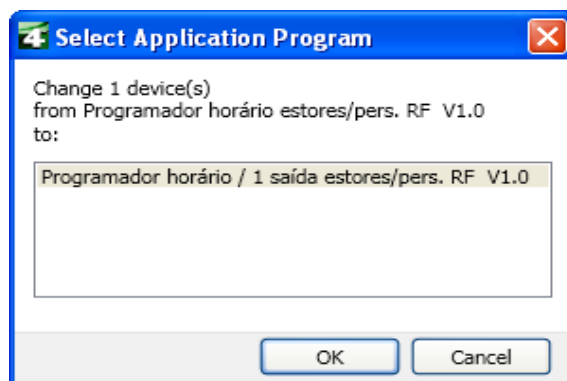 4 Select Application Program
Change 1 device(s)
from Programador horário estores/pers. RF V1.0
to:
Programador horário / 1 saída estores/pers. RF V1.0
OK Cancel